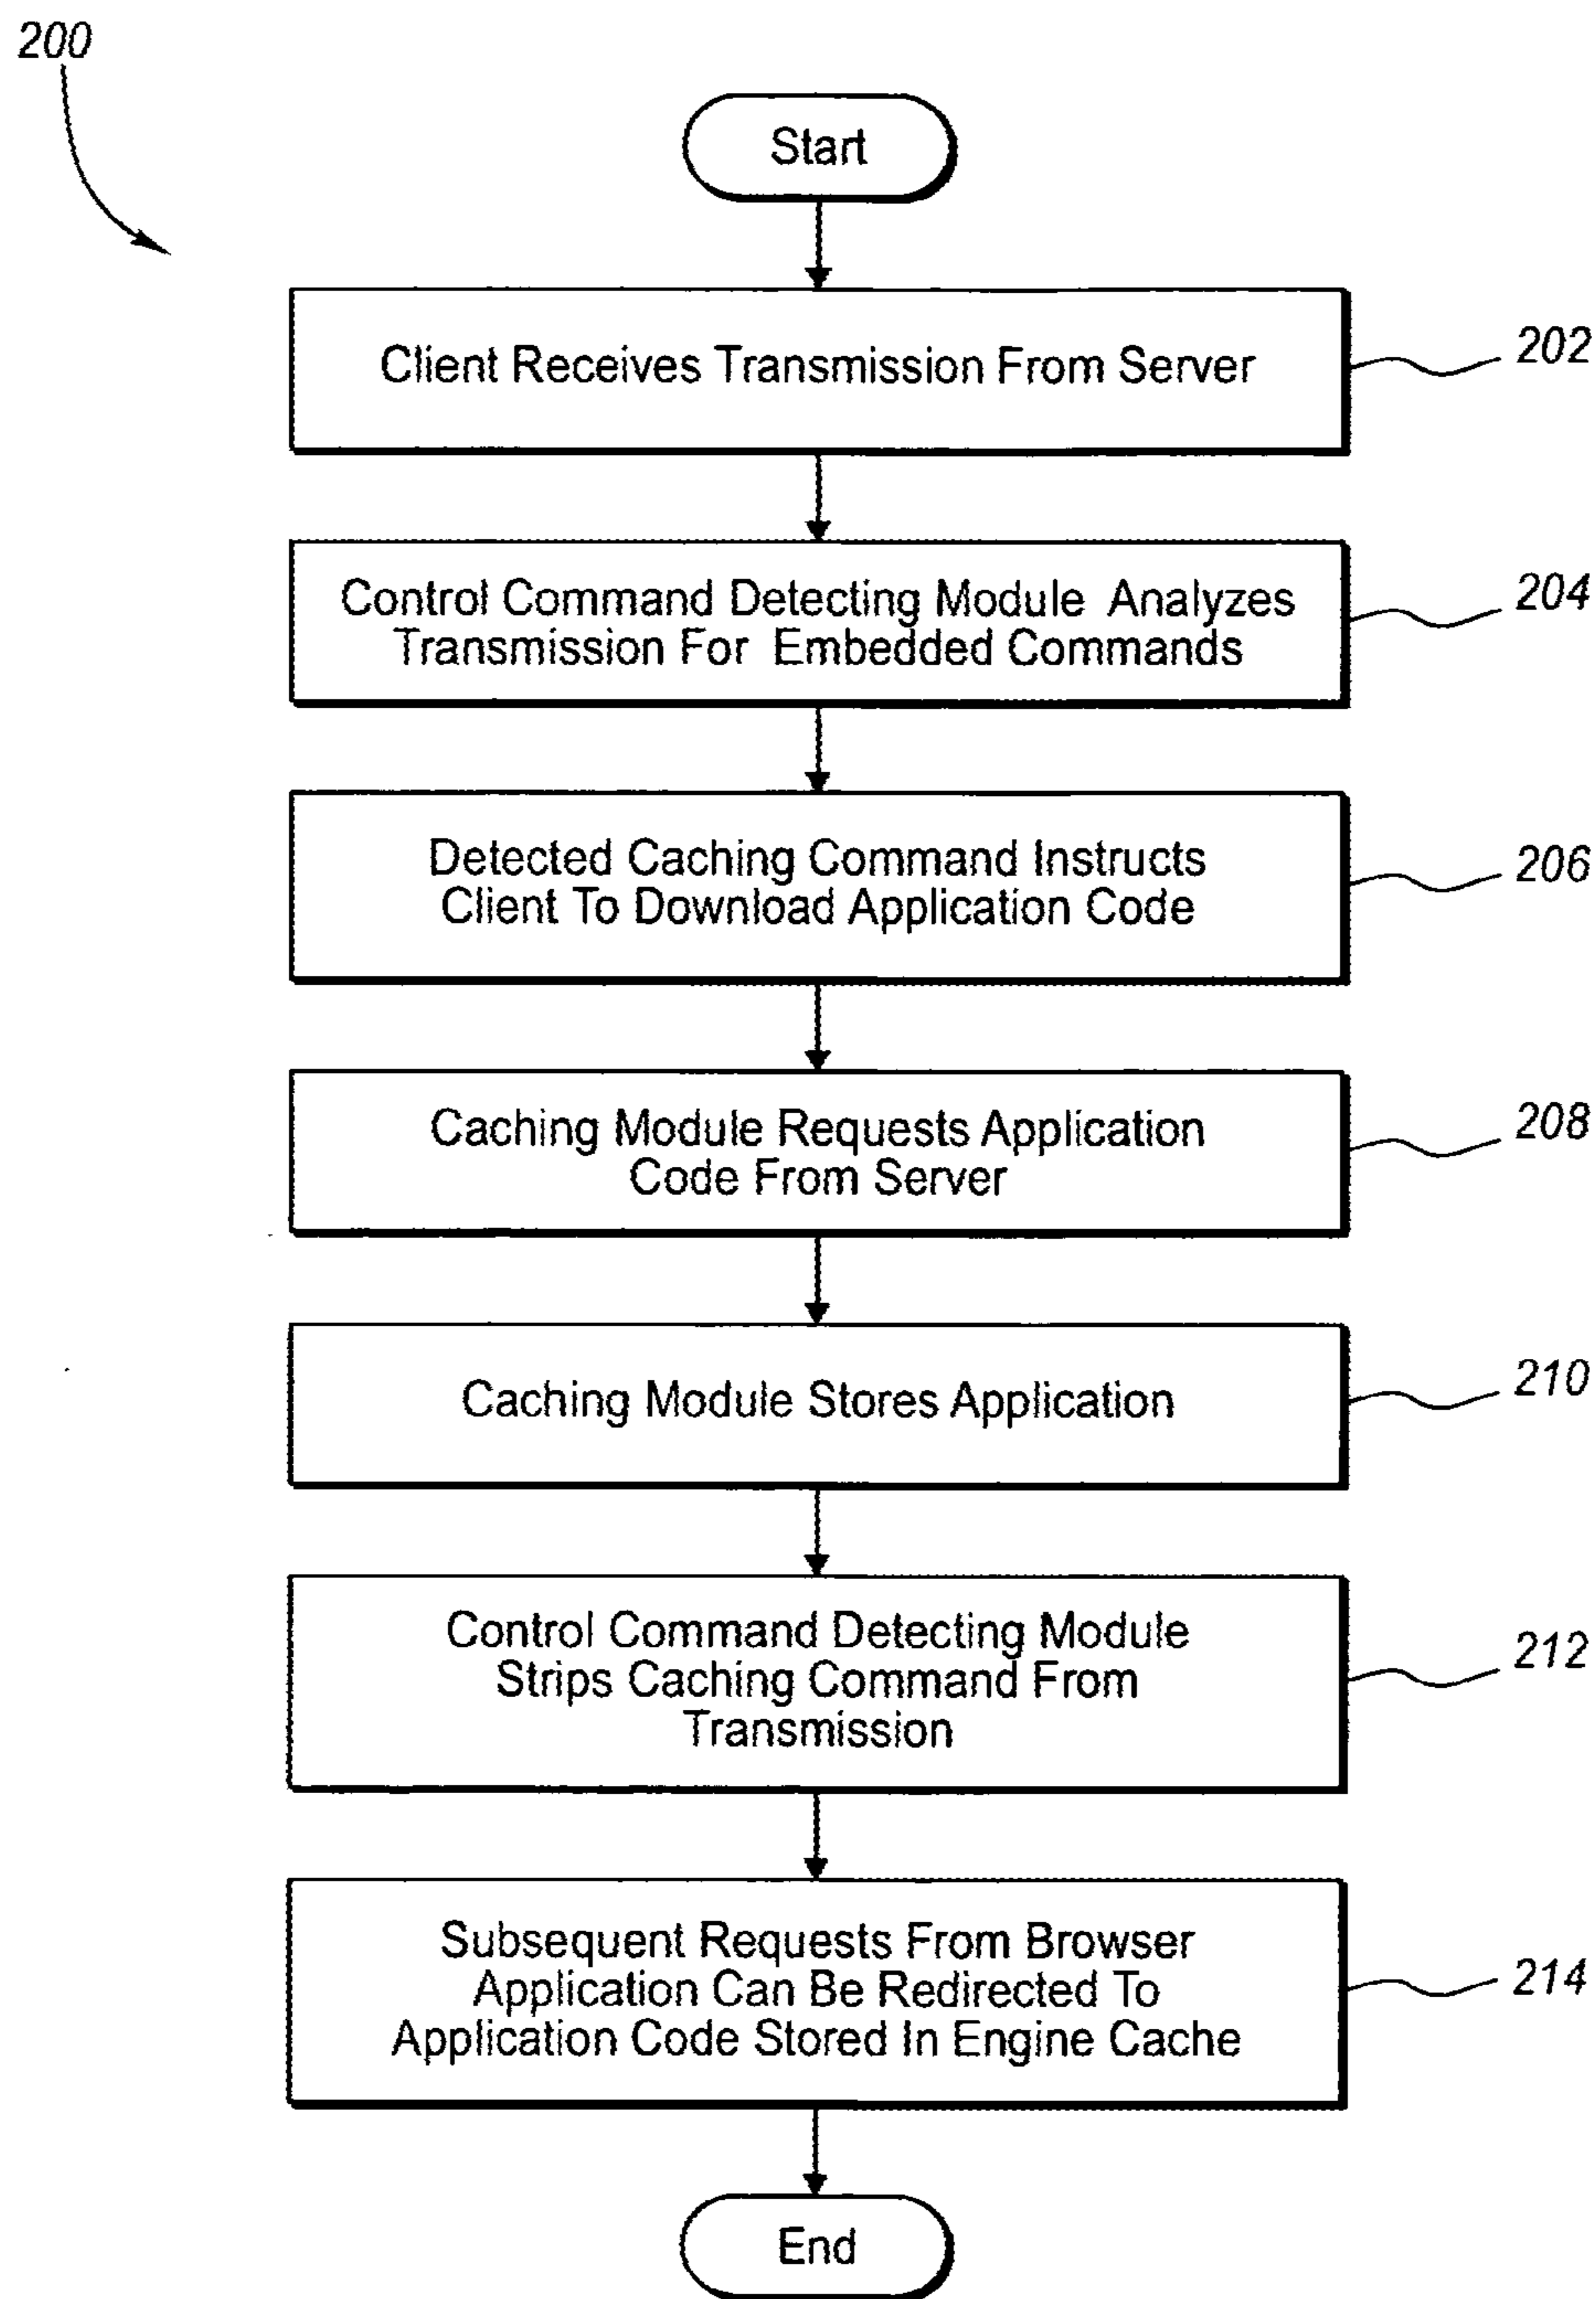 200
Start
Client Receives Transmission From Server
202
Control Command Detecting Module Analyzes
Transmission For Embedded Commands
204
Detected Caching Command Instructs
Client To Download Application Code
206
Caching Module Requests Application
Code From Server
208
Caching Module Stores Application
210
Control Command Detecting Module
Strips Caching Command From
Transmission
212
Subsequent Requests From Browser
Application Can Be Redirected To
Application Code Stored In Engine Cache
214
End